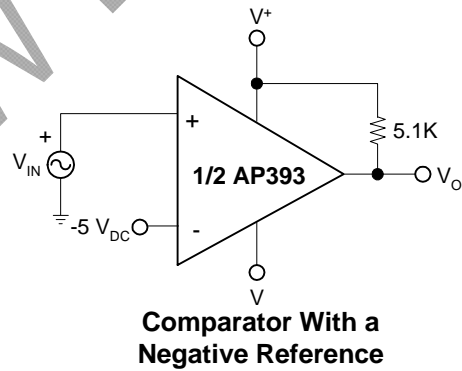 V+
+
5.1K
+
V_IN
1/2 AP393
V_O
-5 V_DC
-
V
Comparator With a
Negative Reference